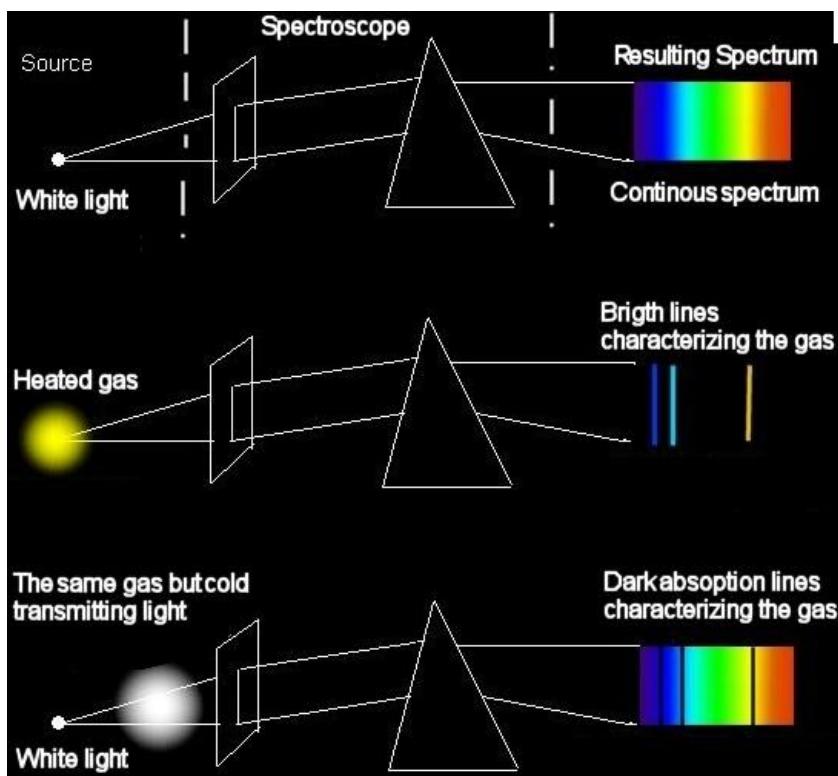 Spectroscope
Source
Resulting Spectrum
White light
Continous spectrum
Brigth lines
characterizing the gas
Heated gas
The same gas but cold
transmitting light
Dark absoption lines
characterizing the gas
White light